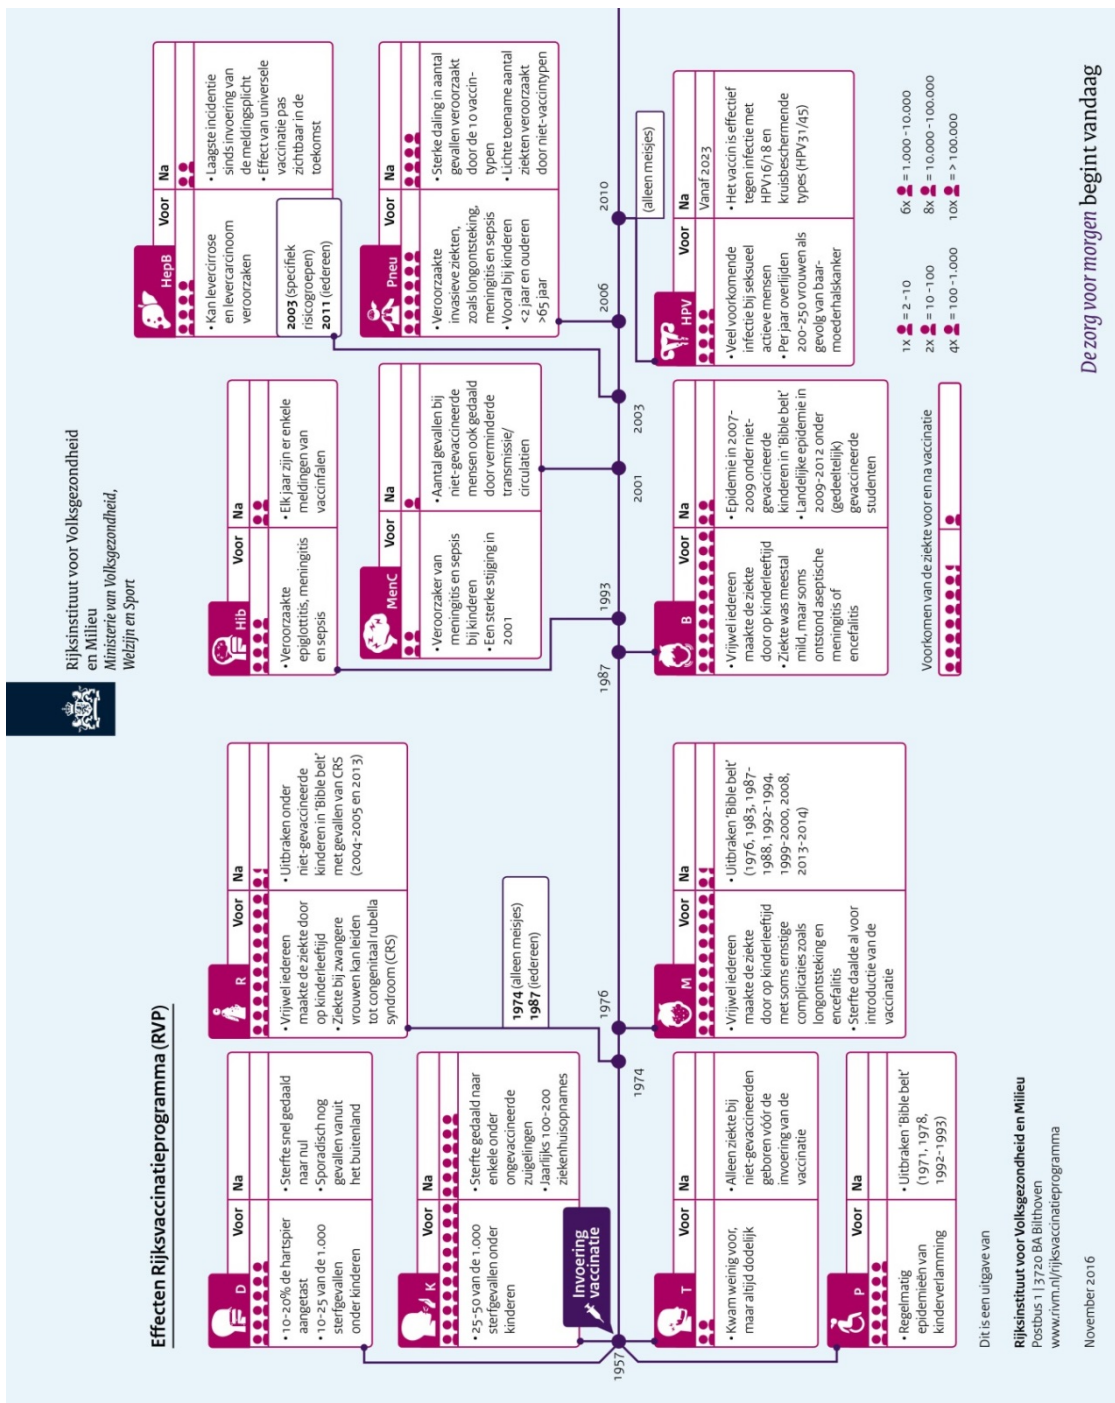 Rijksinstituut voor Volksgezondheid
en Milieu
Ministerie van Volksgezondheid,
Welzijn en Sport
Effecten Rijksvaccinatieprogramma (RVP)
D
Voor
Na
• 10-20% de hartspier
aangetast
• 10-25 van de 1.000
sterfgevallen
onder kinderen
• Sterfte snel gedaald
naar nul
• Sporadisch nog
gevallen vanuit
het buitenland
R
Voor
Na
• Vrijwel iedereen
maakte de ziekte door
op kinderleeftijd
• Ziekte bij zwangere
vrouwen kan leiden
tot congenitaal rubella
syndroom (CRS)
• Uitbraken onder
niet-gevaccineerde
kinderen in 'Bible belt'
met gevallen van CRS
(2004-2005 en 2013)
Hib
Voor
Na
• Veroorzaakte
epiglottitis, meningitis
en sepsis
• Elk jaar zijn er enkele
meldingen van
vaccinfalen
HepB
Voor
Na
• Kan levercirrose
en levercarcinoom
veroorzaken
• Laagste incidentie
sinds invoering van
de meldingsplicht
• Effect van universele
vaccinatie pas
zichtbaar in de
toekomst
2003 (specifiek
risicogroepen)
2011 (iedereen)
K
Voor
Na
• 25-50 van de 1.000
sterfgevallen onder
kinderen
• Sterfte gedaald naar
enkele onder
ongevaccineerde
zuigelingen
• Jaarlijks 100-200
ziekenhuisopnames
MenC
Voor
Na
• Veroorzaker van
meningitis en sepsis
bij kinderen
• Een sterke stijging in
2001
• Aantal gevallen bij
niet-gevaccineerde
mensen ook gedaald
door verminderde
transmissie/
circulatien
Pneu
Voor
Na
• Veroorzaakte
invasieve ziekten,
zoals longontsteking,
meningitis en sepsis
• Vooral bij kinderen
<2 jaar en ouderen
>65 jaar
• Sterke daling in aantal
gevallen veroorzaakt
door de 10 vaccin-
typen
• Lichte toename aantal
ziekten veroorzaakt
door niet-vaccintypen
1974 (alleen meisjes)
1987 (iedereen)
Invoering
vaccinatie
1957
1974
1976
1987
1993
2001
2003
2006
2010
(alleen meisjes)
T
Voor
Na
• Kwam weinig voor,
maar altijd dodelijk
• Alleen ziekte bij
niet-gevaccineerden
geboren vóór de
invoering van de
vaccinatie
M
Voor
Na
• Vrijwel iedereen
maakte de ziekte
door op kinderleeftijd
met soms ernstige
complicaties zoals
longontsteking en
encefalitis
• Sterfte daalde al voor
introductie van de
vaccinatie
• Uitbraken 'Bible belt'
(1976, 1983, 1987-
1988, 1992-1994,
1999-2000, 2008,
2013-2014)
B
Voor
Na
• Vrijwel iedereen
maakte de ziekte
door op kinderleeftijd
• Ziekte was meestal
mild, maar soms
ontstond aseptische
meningitis of
encefalitis
• Epidemie in 2007-
2009 onder niet-
gevaccineerde
kinderen in 'Bible belt'
• Landelijke epidemie in
2009-2012 onder
(gedeeltelijk)
gevaccineerde
studenten
HPV
Voor
Na
Vanaf 2023
• Veel voorkomende
infectie bij seksueel
actieve mensen
• Per jaar overlijden
200-250 vrouwen als
gevolg van baar-
moederhalskanker
• Het vaccin is effectief
tegen infectie met
HPV16/18 en
kruisbeschermende
types (HPV31/45)
P
Voor
Na
• Regelmatig
epidemieën van
kinderverlamming
• Uitbraken 'Bible belt'
(1971, 1978,
1992-1993)
Voorkomen van de ziekte voor en na vaccinatie
1x = 2 -10
2x = 10 -100
4x = 100 -1.000
6x = 1.000 -10.000
8x = 10.000 -100.000
10x = > 100.000
Dit is een uitgave van
Rijksinstituut voor Volksgezondheid en Milieu
Postbus 1 | 3720 BA Bilthoven
www.rivm.nl/rijksvaccinatieprogramma
November 2016
De zorg voor morgen begint vandaag